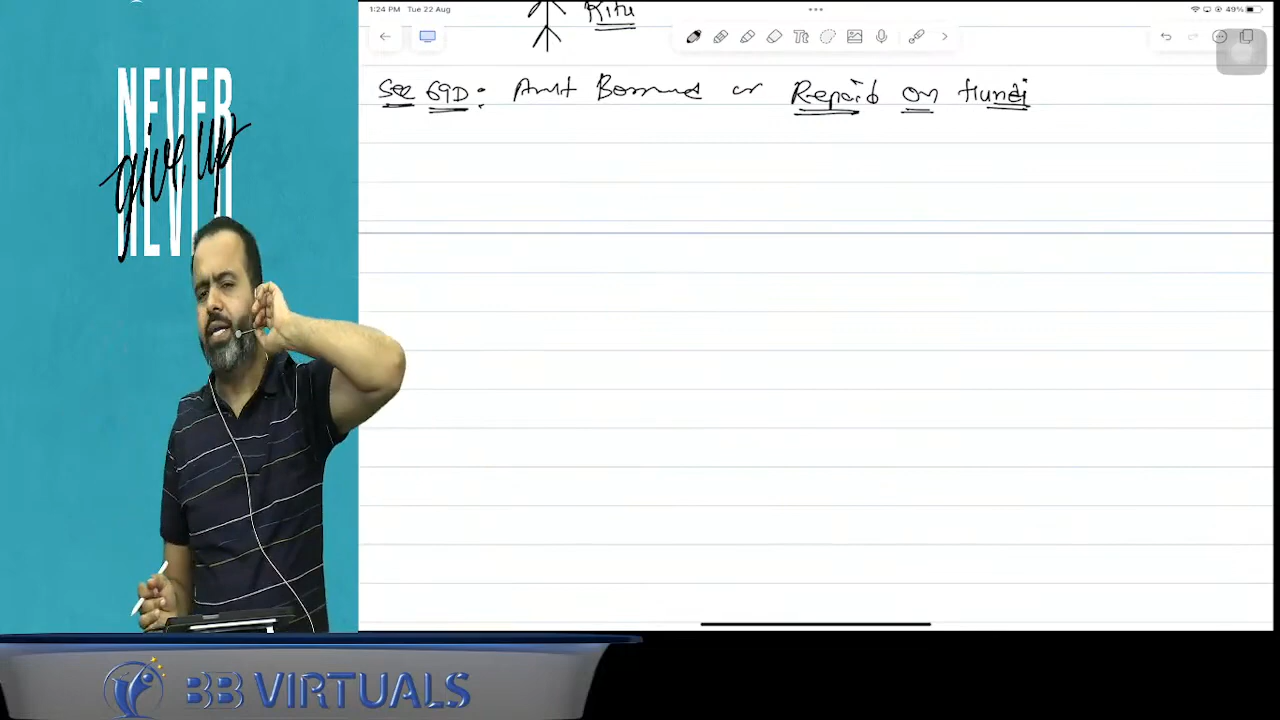 1:24 PM Tue 22 Aug
49%
Ritu
Sec 69D: Amt Borrowed or Repaid on Hundi
NEVER
give up
NEVER
BB VIRTUALS